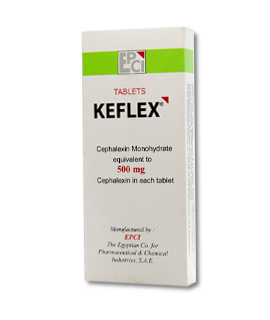 EPCI
TABLETS
KEFLEX®
Cephalexin Monohydrate
equivalent to
500 mg
Cephalexin in each tablet
Manufactured by :
EPCI
The Egyptian Co. for
Pharmaceutical & Chemical
Industries, S.A.E.